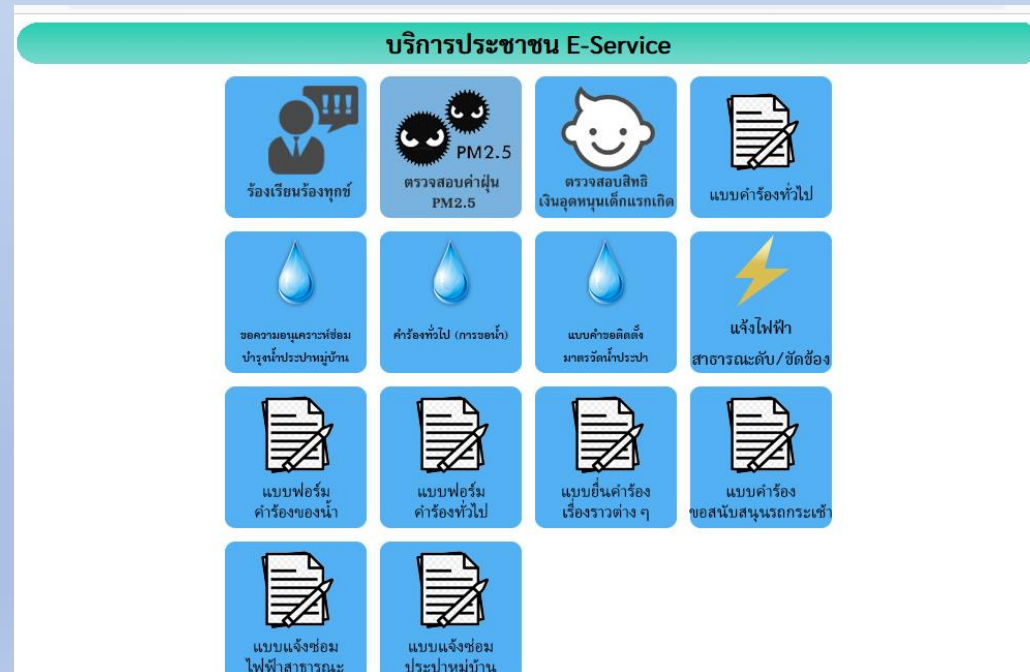 บริการประชาชน E-Service
!!!
ร้องเรียนร้องทุกข์
PM2.5
ตรวจสอบค่าฝุ่น
PM2.5
ตรวจสอบสิทธิ
เงินอุดหนุนเด็กแรกเกิด
แบบคำร้องทั่วไป
ขอความอนุเคราะห์ซ่อม
บำรุงน้ำประปาหมู่บ้าน
คำร้องทั่วไป (การขอน้ำ)
แบบคำขอติดตั้ง
มาตรวัดน้ำประปา
แจ้งไฟฟ้า
สาธารณะดับ/ขัดข้อง
แบบฟอร์ม
คำร้องของน้ำ
แบบฟอร์ม
คำร้องทั่วไป
แบบยื่นคำร้อง
เรื่องราวต่าง ๆ
แบบคำร้อง
ขอสนับสนุนรถกระเช้า
แบบแจ้งซ่อม
ไฟฟ้าสาธารณะ
แบบแจ้งซ่อม
ประปาหมู่บ้าน